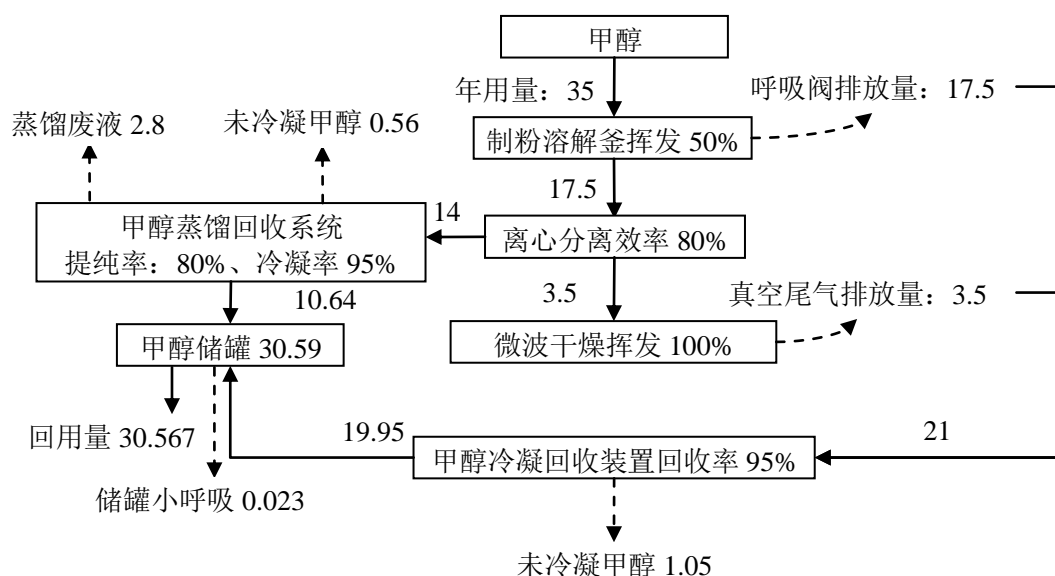 甲醇
年用量：35
呼吸阀排放量：17.5
蒸馏废液 2.8
未冷凝甲醇 0.56
制粉溶解釜挥发 50%
17.5
甲醇蒸馏回收系统
提纯率：80%、冷凝率 95%
14
离心分离效率 80%
10.64
3.5
真空尾气排放量：3.5
甲醇储罐 30.59
微波干燥挥发 100%
回用量 30.567
19.95
21
甲醇冷凝回收装置回收率 95%
储罐小呼吸 0.023
未冷凝甲醇 1.05